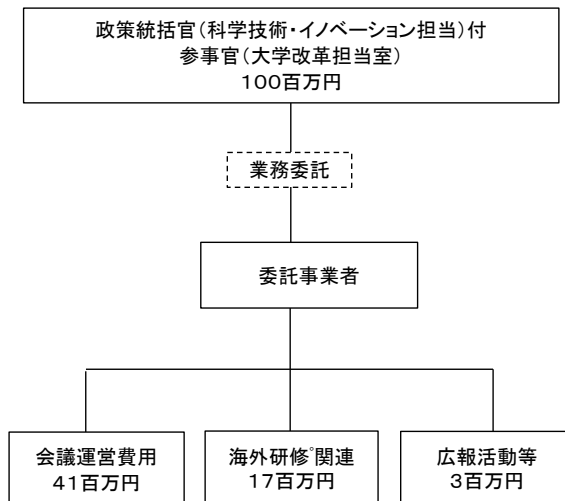 政策統括官（科学技術・イノベーション担当）付
参事官（大学改革担当室）
100百万円
業務委託
委託事業者
会議運営費用
41百万円
海外研修゜関連
17百万円
広報活動等
3百万円